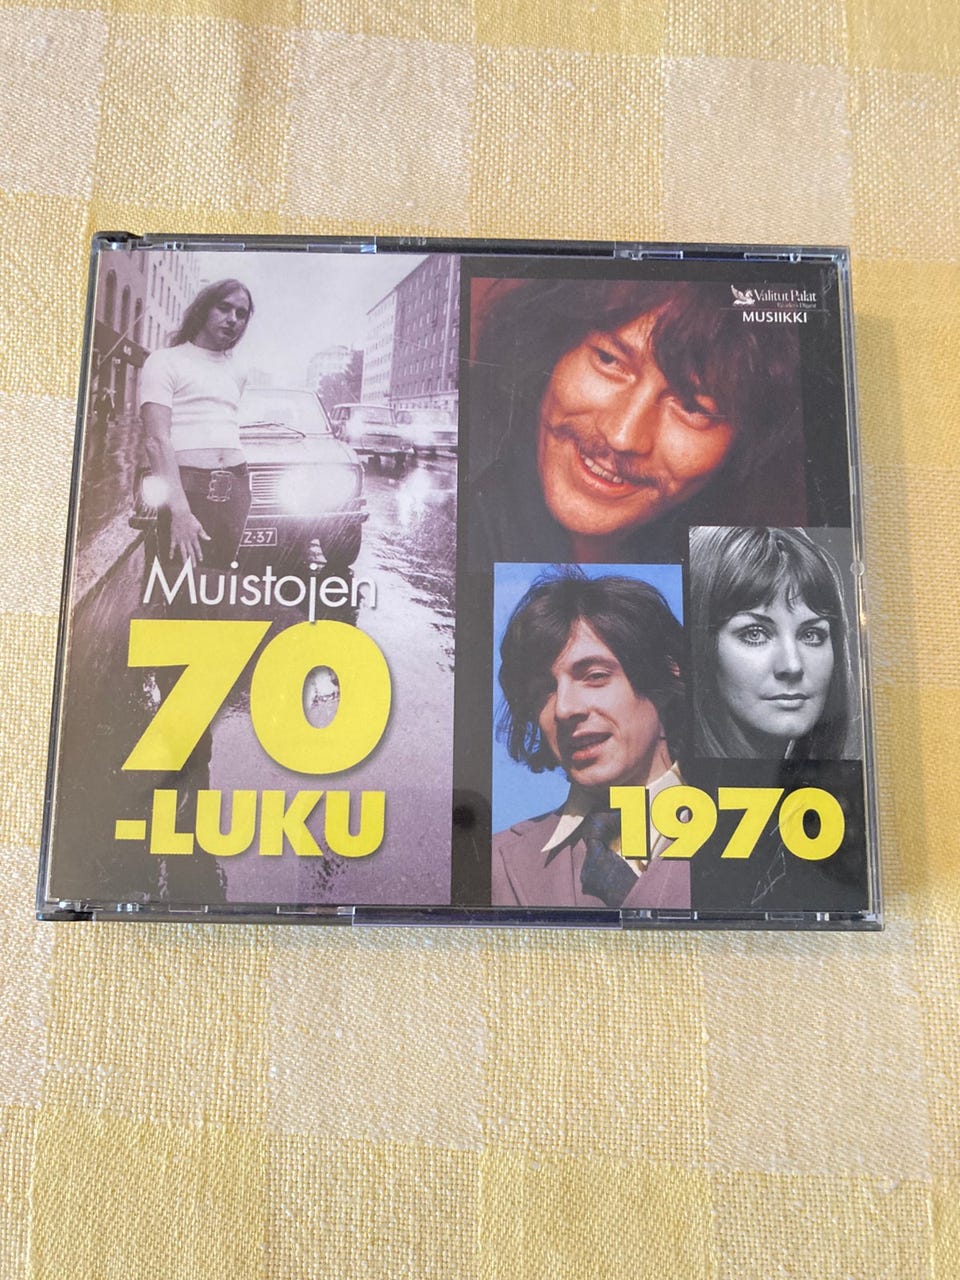 Valitut Palat
Reader's Digest
MUSIIKKI
Z-37
Muistojen
70
-LUKU
1970